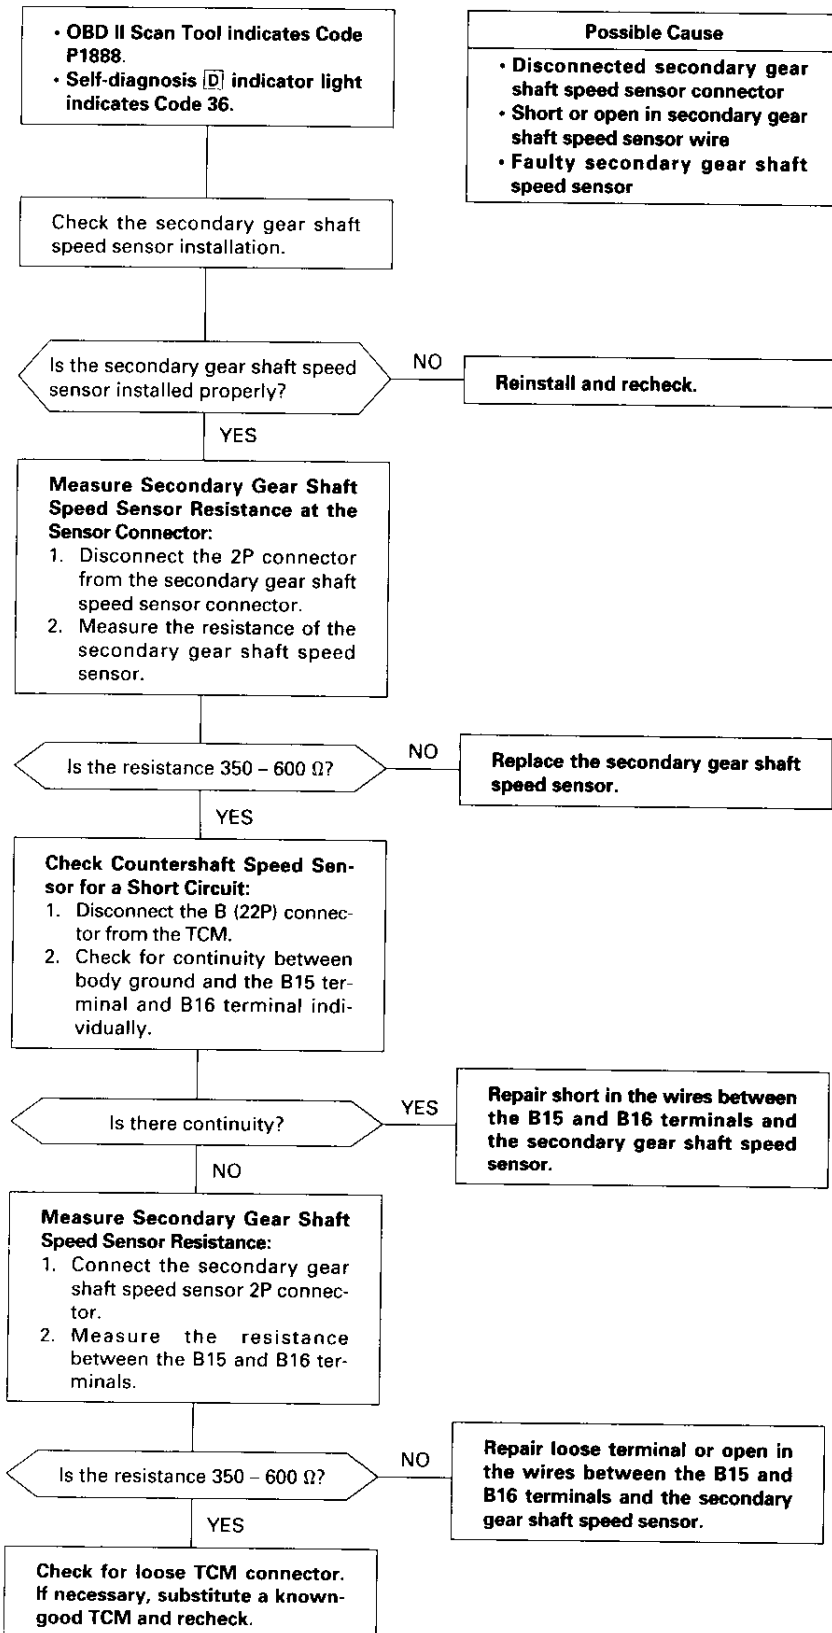 • OBD II Scan Tool indicates Code
P1888.
• Self-diagnosis D indicator light
indicates Code 36.
Possible Cause
• Disconnected secondary gear
shaft speed sensor connector
• Short or open in secondary gear
shaft speed sensor wire
• Faulty secondary gear shaft
speed sensor
Check the secondary gear shaft
speed sensor installation.
Is the secondary gear shaft speed
sensor installed properly?
NO
Reinstall and recheck.
YES
Measure Secondary Gear Shaft
Speed Sensor Resistance at the
Sensor Connector:
1. Disconnect the 2P connector
from the secondary gear shaft
speed sensor connector.
2. Measure the resistance of the
secondary gear shaft speed
sensor.
Is the resistance 350 – 600 Ω?
NO
Replace the secondary gear shaft
speed sensor.
YES
Check Countershaft Speed Sen-
sor for a Short Circuit:
1. Disconnect the B (22P) connec-
tor from the TCM.
2. Check for continuity between
body ground and the B15 ter-
minal and B16 terminal indi-
vidually.
Is there continuity?
YES
Repair short in the wires between
the B15 and B16 terminals and
the secondary gear shaft speed
sensor.
NO
Measure Secondary Gear Shaft
Speed Sensor Resistance:
1. Connect the secondary gear
shaft speed sensor 2P connec-
tor.
2. Measure the resistance
between the B15 and B16 ter-
minals.
Is the resistance 350 – 600 Ω?
NO
Repair loose terminal or open in
the wires between the B15 and
B16 terminals and the secondary
gear shaft speed sensor.
YES
Check for loose TCM connector.
If necessary, substitute a known-
good TCM and recheck.